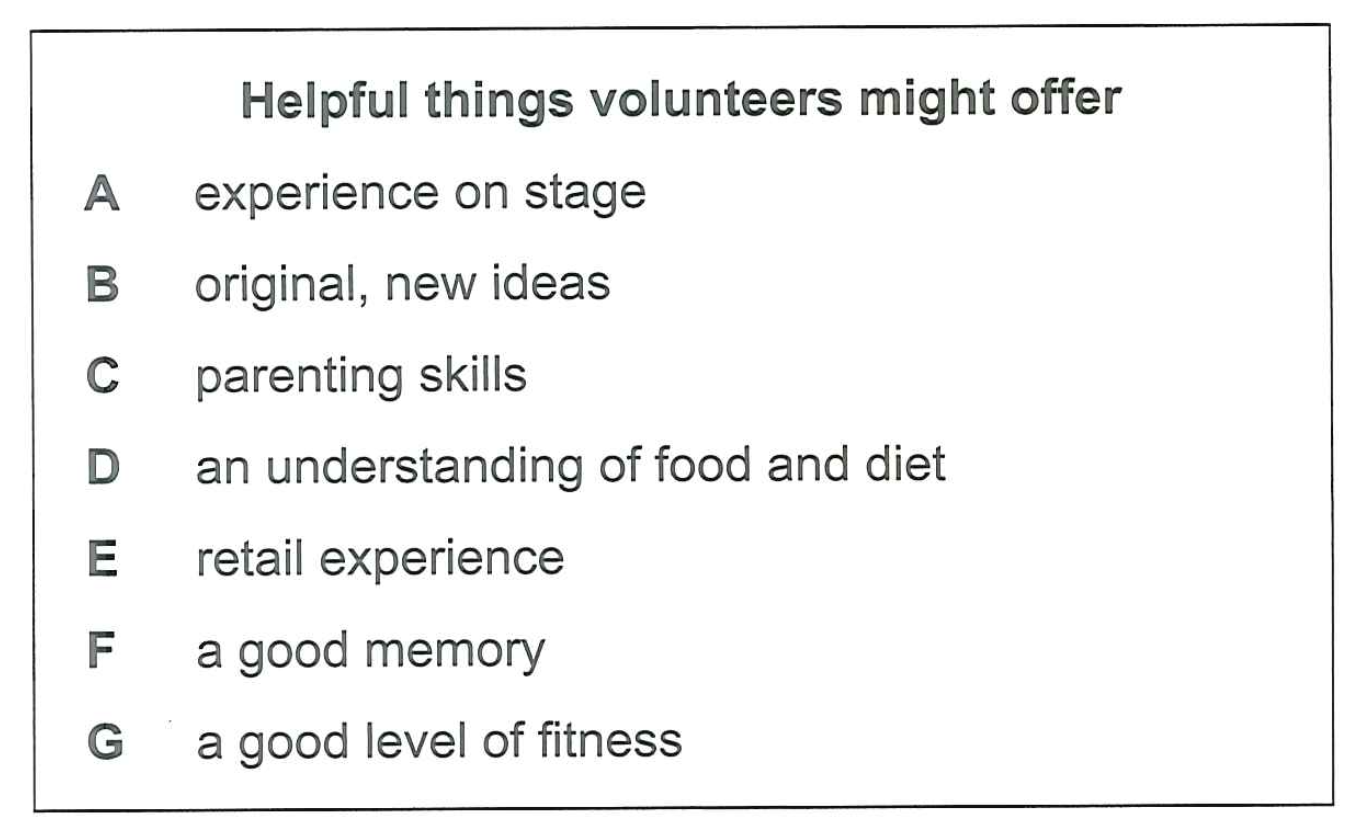 Helpful things volunteers might offer
A experience on stage
B original, new ideas
C parenting skills
D an understanding of food and diet
E retail experience
F a good memory
G a good level of fitness